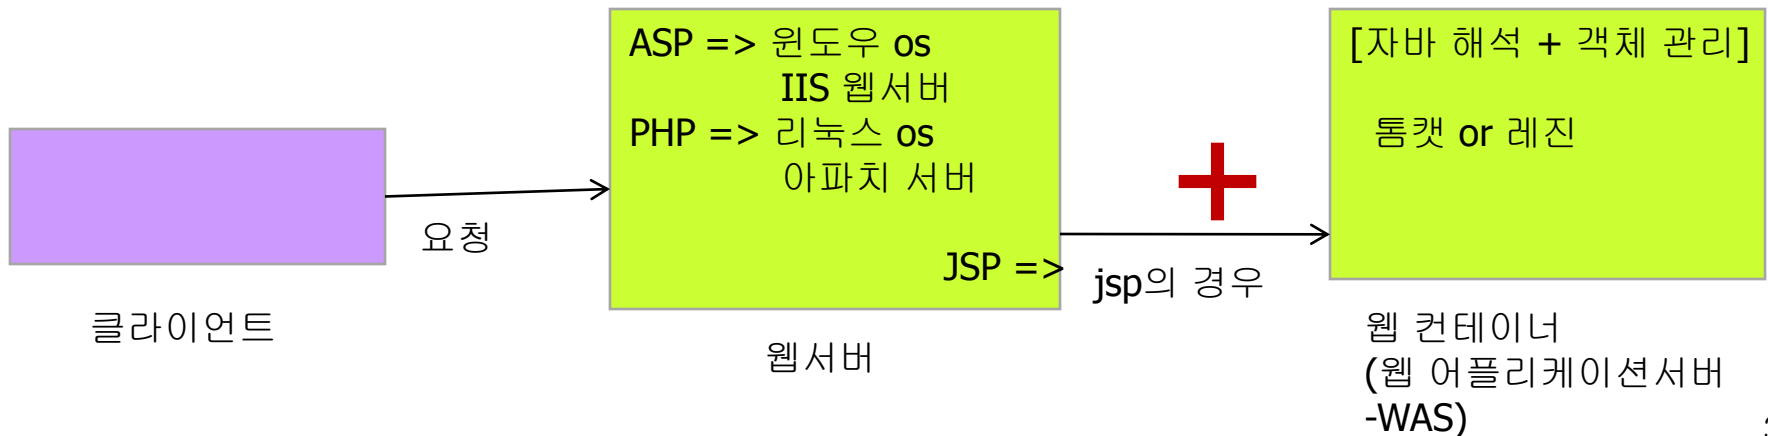 ASP => 윈도우 os
IIS 웹서버
PHP => 리눅스 os
아파치 서버
JSP =>
[자바 해석 + 객체 관리]
톰캣 or 레진
요청
jsp의 경우
클라이언트
웹서버
웹 컨테이너
(웹 어플리케이션서버
-WAS)